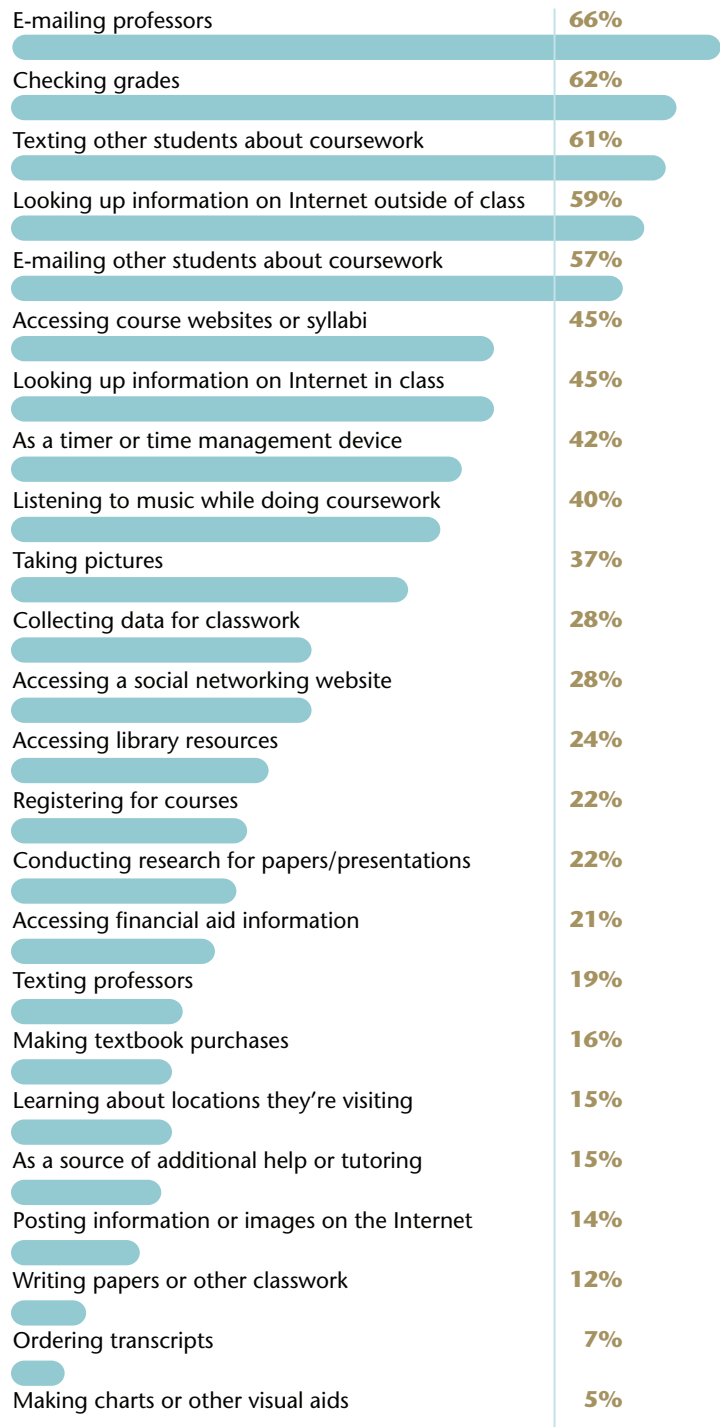 E-mailing professors 66%
Checking grades 62%
Texting other students about coursework 61%
Looking up information on Internet outside of class 59%
E-mailing other students about coursework 57%
Accessing course websites or syllabi 45%
Looking up information on Internet in class 45%
As a timer or time management device 42%
Listening to music while doing coursework 40%
Taking pictures 37%
Collecting data for classwork 28%
Accessing a social networking website 28%
Accessing library resources 24%
Registering for courses 22%
Conducting research for papers/presentations 22%
Accessing financial aid information 21%
Texting professors 19%
Making textbook purchases 16%
Learning about locations they’re visiting 15%
As a source of additional help or tutoring 15%
Posting information or images on the Internet 14%
Writing papers or other classwork 12%
Ordering transcripts 7%
Making charts or other visual aids 5%